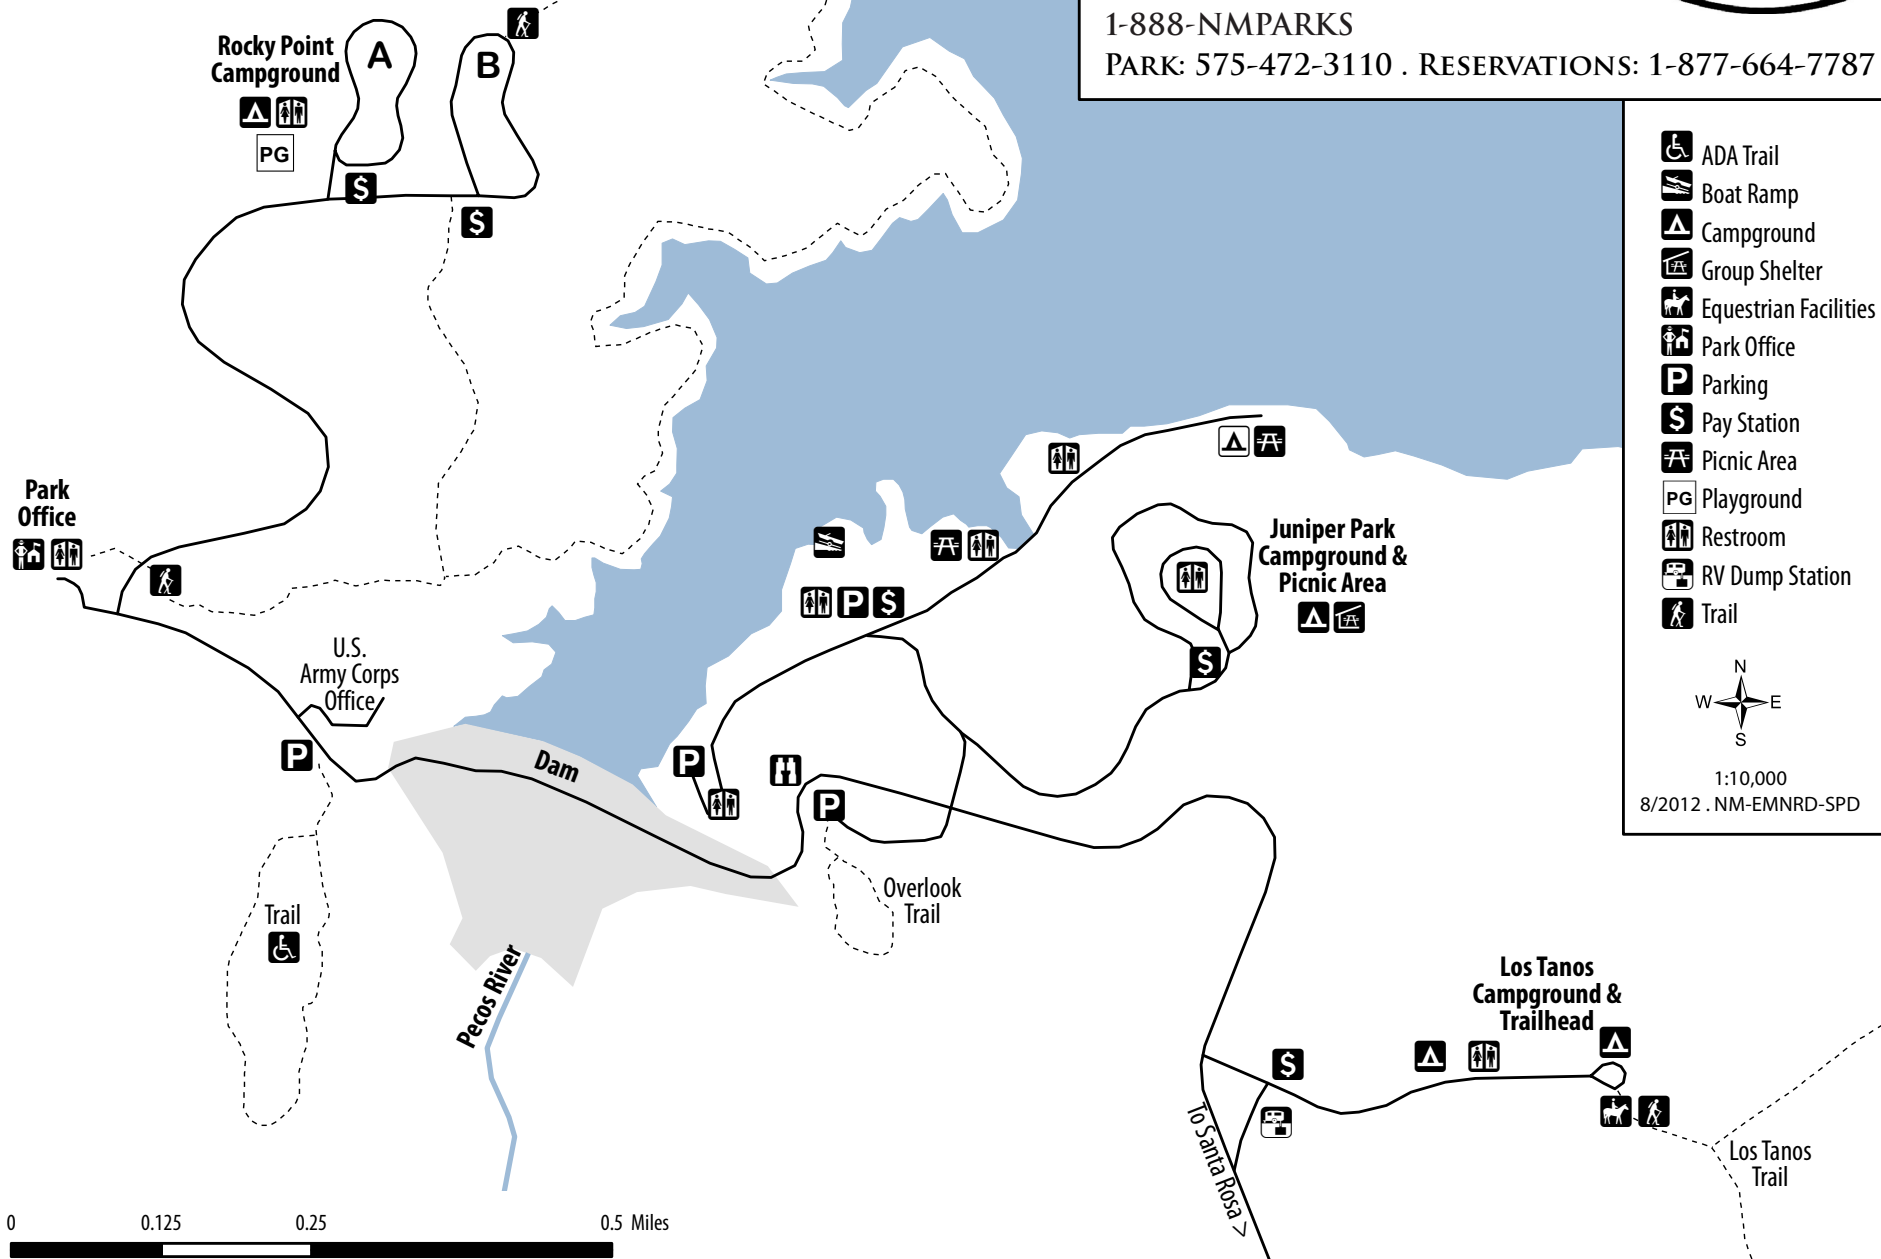 1-888-NMPARKS
PARK: 575-472-3110 . RESERVATIONS: 1-877-664-7787
Rocky Point
Campground
A
B
PG
$
$
ADA Trail
Boat Ramp
Campground
Group Shelter
Equestrian Facilities
Park Office
P Parking
$ Pay Station
Picnic Area
PG Playground
Restroom
RV Dump Station
Trail
N
W E
S
1:10,000
8/2012 . NM-EMNRD-SPD
Park
Office
U.S.
Army Corps
Office
P
Dam
P
P
P $
Juniper Park
Campground &
Picnic Area
$
Overlook
Trail
Trail
Pecos River
Los Tanos
Campground &
Trailhead
$
To Santa Rosa >
Los Tanos
Trail
0 0.125 0.25 0.5 Miles